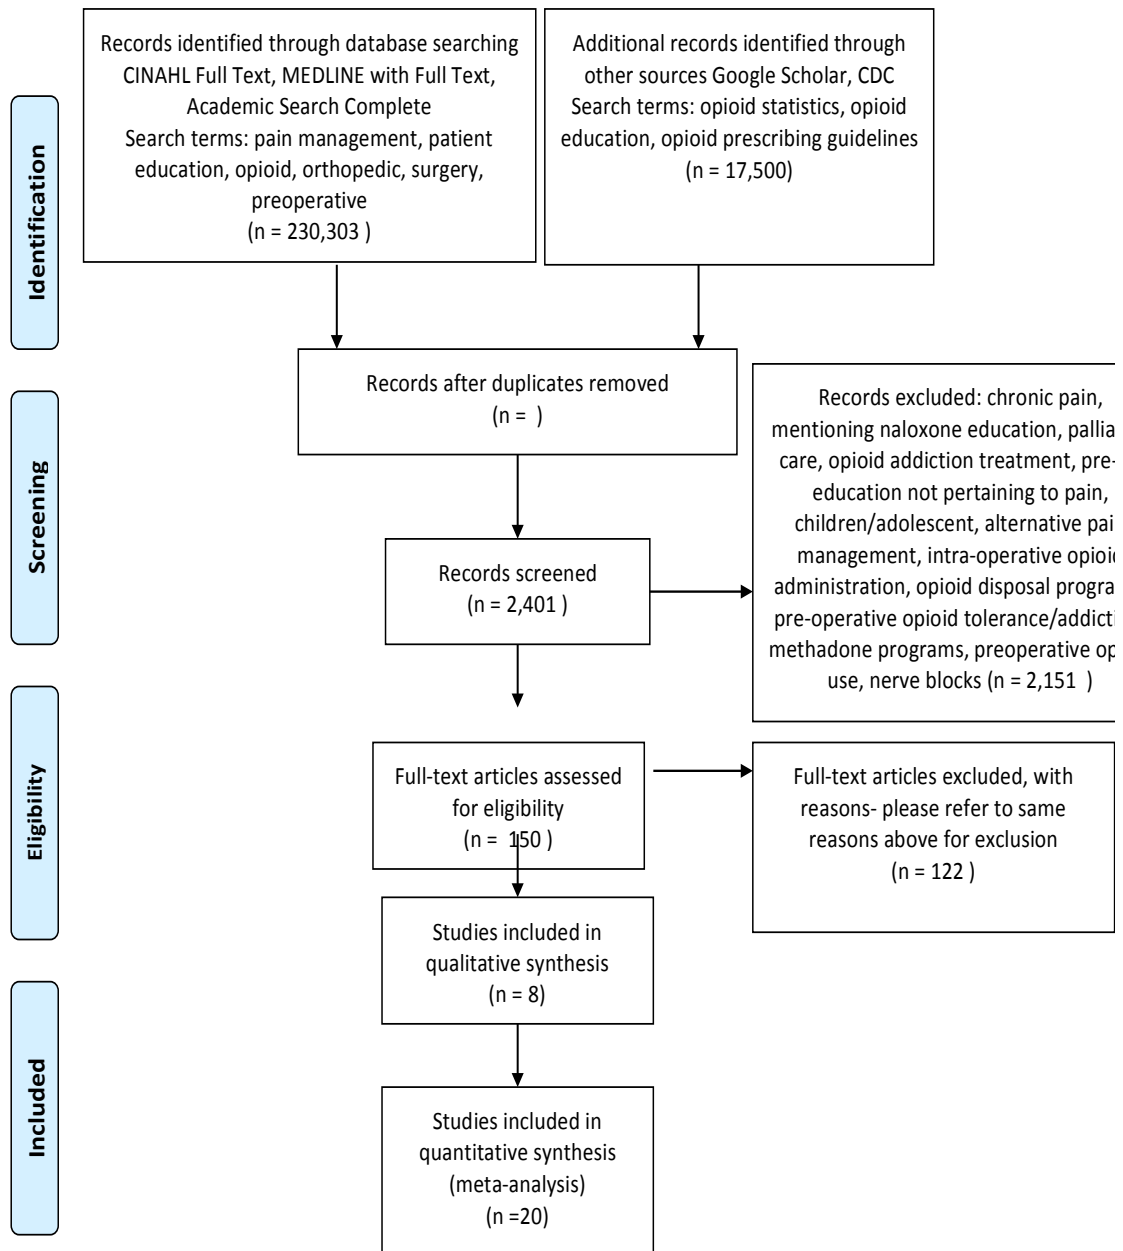 Records identified through database searching
CINAHL Full Text, MEDLINE with Full Text,
Academic Search Complete
Search terms: pain management, patient
education, opioid, orthopedic, surgery,
preoperative
(n = 230,303 )
Additional records identified through
other sources Google Scholar, CDC
Search terms: opioid statistics, opioid
education, opioid prescribing guidelines
(n = 17,500)
Identification
Records after duplicates removed
(n = )
Screening
Records screened
(n = 2,401 )
Records excluded: chronic pain,
mentioning naloxone education,
care, opioid addiction treatment,
education not pertaining to pain,
children/adolescent, alternative
management, intra-operative
administration, opioid disposal
pre-operative opioid
methadone programs, preoperative
use, nerve blocks (n = 2,151 )
Eligibility
Full-text articles assessed
for eligibility
(n = 150 )
Full-text articles excluded, with
reasons- please refer to same
reasons above for exclusion
(n = 122 )
Studies included in
qualitative synthesis
(n = 8)
Included
Studies included in
quantitative synthesis
(meta-analysis)
(n =20)